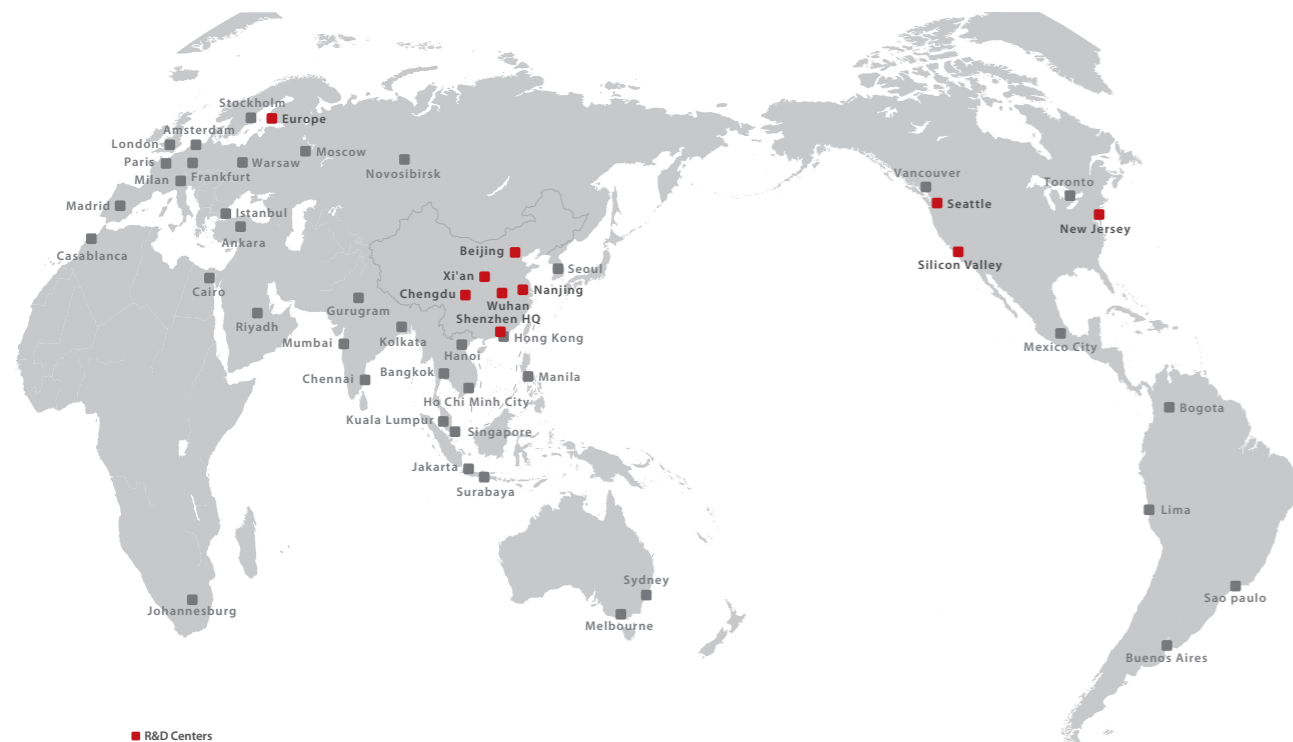 Stockholm
Europe
Amsterdam
London
Paris
Frankfurt
Warsaw
Moscow
Novosibirsk
Milan
Madrid
Istanbul
Ankara
Casablanca
Cairo
Riyadh
Johannesburg
Gurugram
Mumbai
Kolkata
Chennai
Beijing
Xi'an
Chengdu
Nanjing
Wuhan
Shenzhen HQ
Hong Kong
Seoul
Hanoi
Bangkok
Manila
Ho Chi Minh City
Kuala Lumpur
Singapore
Jakarta
Surabaya
Sydney
Melbourne
Vancouver
Seattle
Toronto
New Jersey
Silicon Valley
Mexico City
Bogota
Lima
Sao paulo
Buenos Aires
R&D Centers